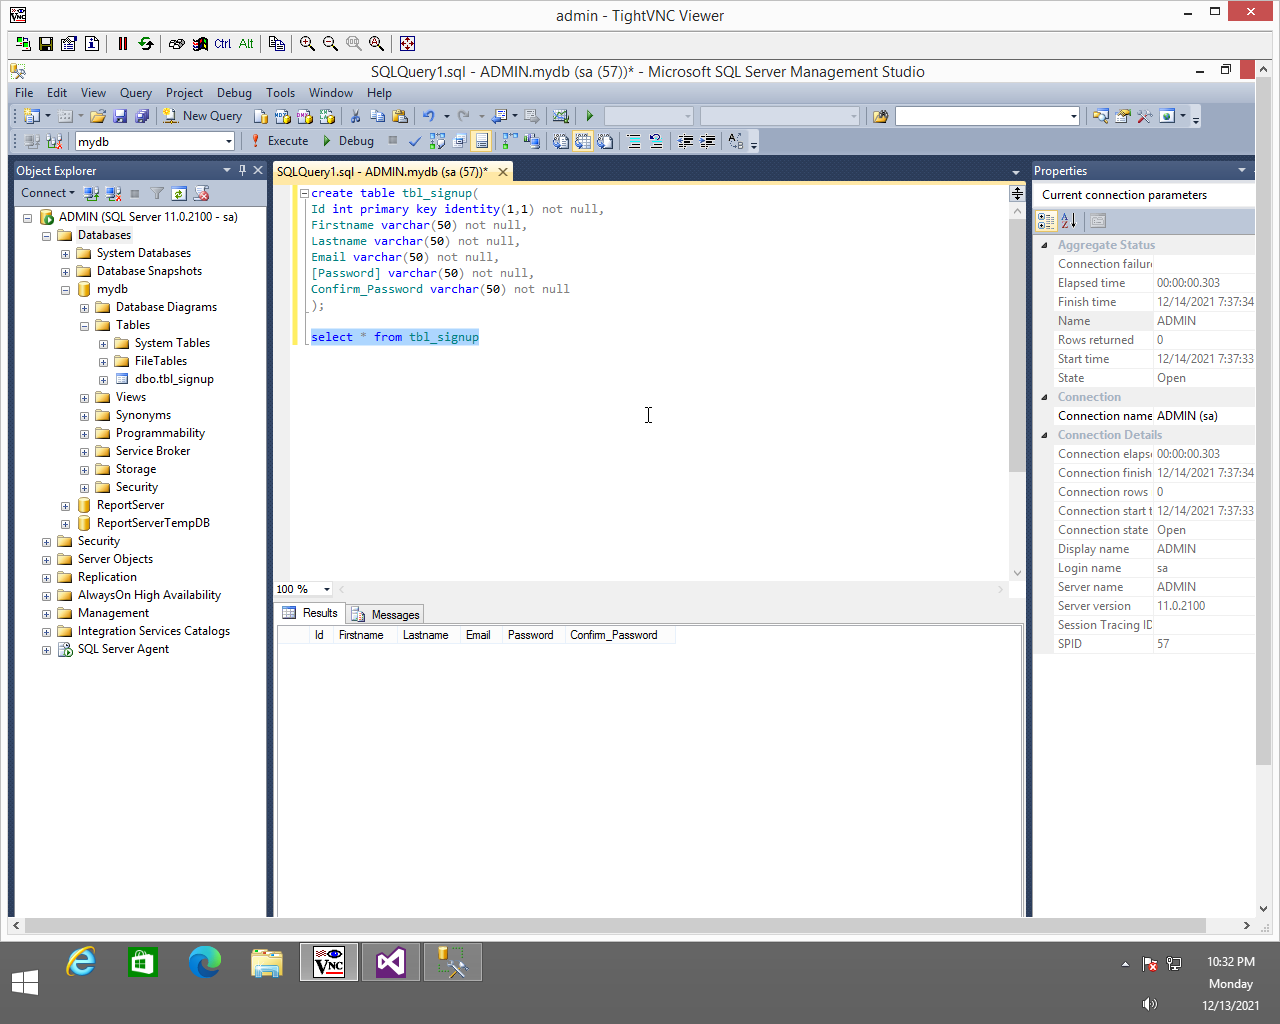 admin - TightVNC Viewer
Ctrl Alt
SQLQuery1.sql - ADMIN.mydb (sa (57))* - Microsoft SQL Server Management Studio
File Edit View Query Project Debug Tools Window Help
New Query
mydb Execute Debug
Object Explorer
Connect
ADMIN (SQL Server 11.0.2100 - sa)
Databases
System Databases
Database Snapshots
mydb
Database Diagrams
Tables
System Tables
FileTables
dbo.tbl_signup
Views
Synonyms
Programmability
Service Broker
Storage
Security
ReportServer
ReportServerTempDB
Security
Server Objects
Replication
AlwaysOn High Availability
Management
Integration Services Catalogs
SQL Server Agent
SQLQuery1.sql - ADMIN.mydb (sa (57))*
create table tbl_signup(
Id int primary key identity(1,1) not null,
Firstname varchar(50) not null,
Lastname varchar(50) not null,
Email varchar(50) not null,
[Password] varchar(50) not null,
Confirm_Password varchar(50) not null
);
select * from tbl_signup
100 %
Results Messages
Id Firstname Lastname Email Password Confirm_Password
Properties
Current connection parameters
Aggregate Status
Connection failure
Elapsed time 00:00:00.303
Finish time 12/14/2021 7:37:34
Name ADMIN
Rows returned 0
Start time 12/14/2021 7:37:33
State Open
Connection
Connection name ADMIN (sa)
Connection Details
Connection elaps 00:00:00.303
Connection finish 12/14/2021 7:37:34
Connection rows 0
Connection start t 12/14/2021 7:37:33
Connection state Open
Display name ADMIN
Login name sa
Server name ADMIN
Server version 11.0.2100
Session Tracing ID
SPID 57
VNC
10:32 PM
Monday
12/13/2021